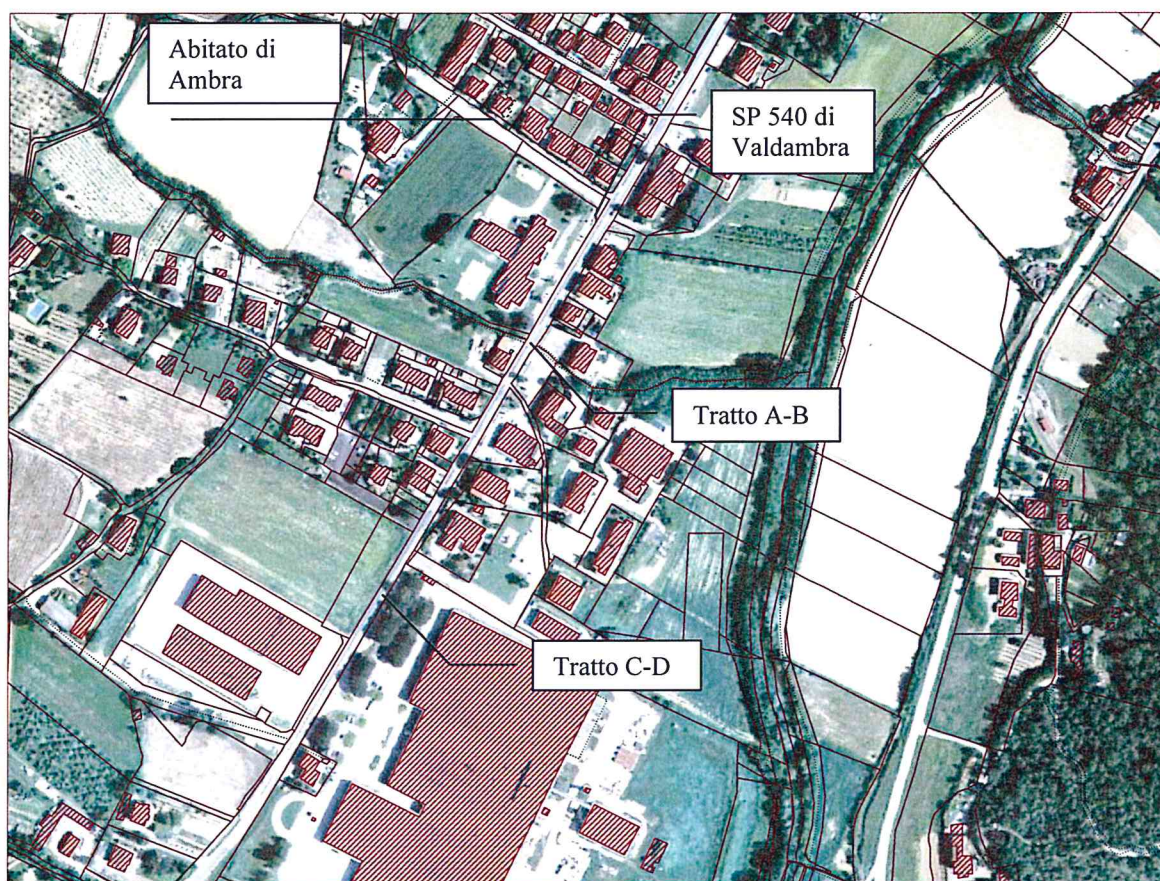 Abitato di
Ambra
SP 540 di
Valdambra
Tratto A-B
Tratto C-D